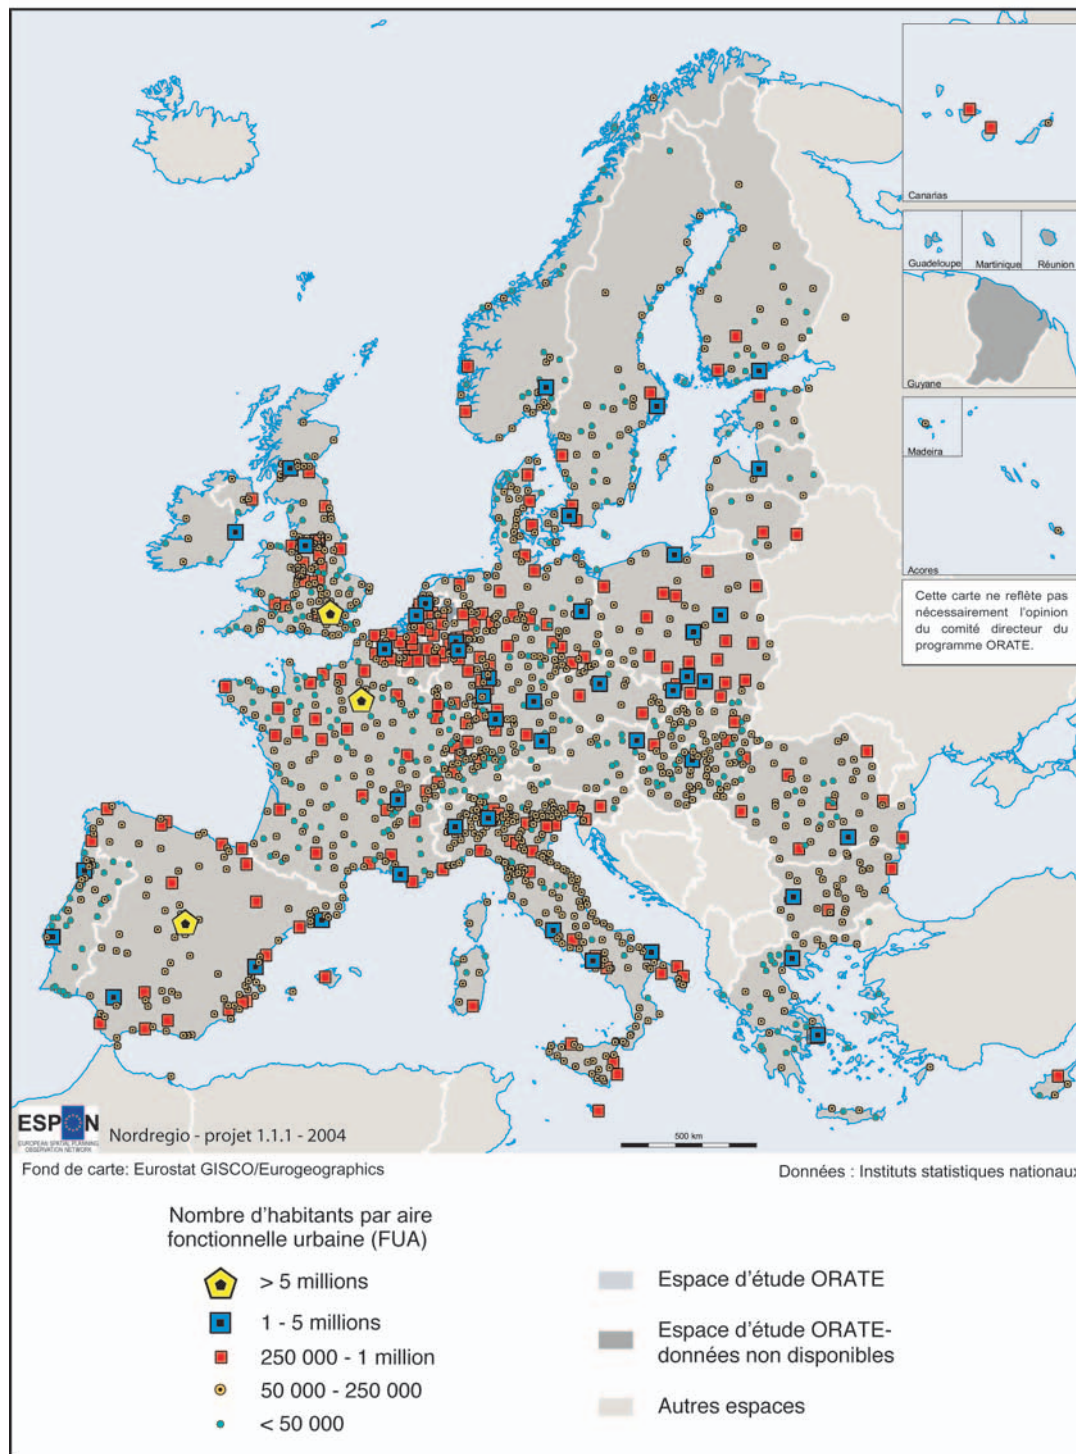 Canarias
Guadeloupe
Martinique
Réunion
Guyane
Madeira
Acores
Cette carte ne reflète pas
nécessairement l'opinion
du comité directeur du
programme ORATE.
ESPON
EUROPEAN SPATIAL PLANNING
OBSERVATION NETWORK
Nordregio - projet 1.1.1 - 2004
500 km
Fond de carte: Eurostat GISCO/Eurogeographics
Données : Instituts statistiques nationaux
Nombre d'habitants par aire
fonctionnelle urbaine (FUA)
> 5 millions
1 - 5 millions
250 000 - 1 million
50 000 - 250 000
< 50 000
Espace d'étude ORATE
Espace d'étude ORATE-
données non disponibles
Autres espaces